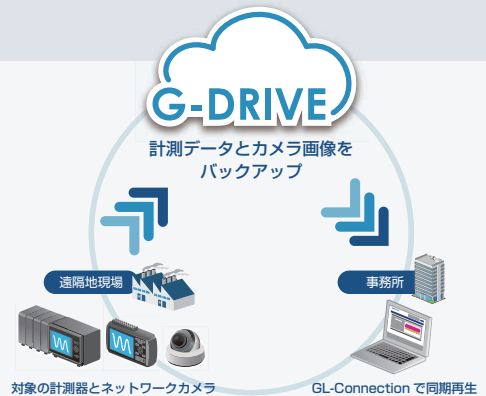 G-DRIVE
計測データとカメラ画像を
バックアップ
遠隔地現場
事務所
対象の計測器とネットワークカメラ
GL-Connection で同期再生